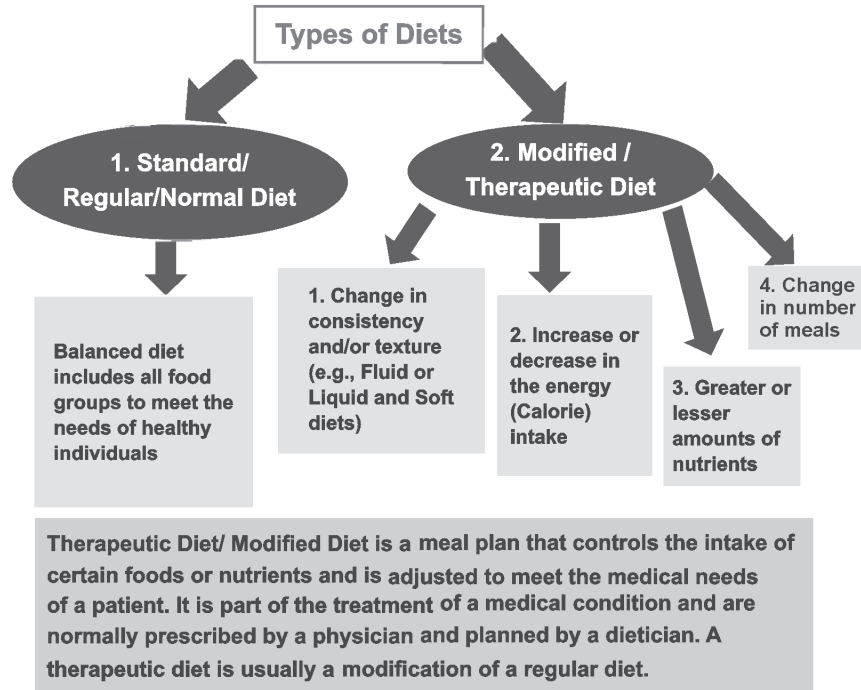 Types of Diets
1. Standard/
Regular/Normal Diet
2. Modified /
Therapeutic Diet
Balanced diet
includes all food
groups to meet the
needs of healthy
individuals
1. Change in
consistency
and/or texture
(e.g., Fluid or
Liquid and Soft
diets)
2. Increase or
decrease in
the energy
(Calorie)
intake
3. Greater or
lesser
amounts of
nutrients
4. Change
in number
of meals
Therapeutic Diet/ Modified Diet is a meal plan that controls the intake of
certain foods or nutrients and is adjusted to meet the medical needs
of a patient. It is part of the treatment of a medical condition and are
normally prescribed by a physician and planned by a dietician. A
therapeutic diet is usually a modification of a regular diet.